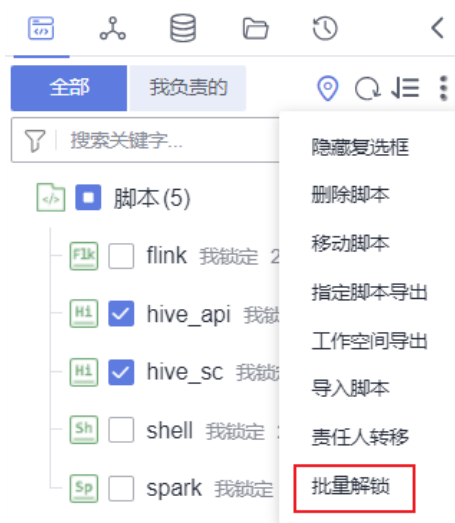 全部 我负责的
搜索关键字...
脚本 (5)
Flk flink 我锁定 2
Hi hive_api 我锁
Hi hive_sc 我锁定
Sh shell 我锁定
Sp spark 我锁定
隐藏复选框
删除脚本
移动脚本
指定脚本导出
工作空间导出
导入脚本
责任人转移
批量解锁